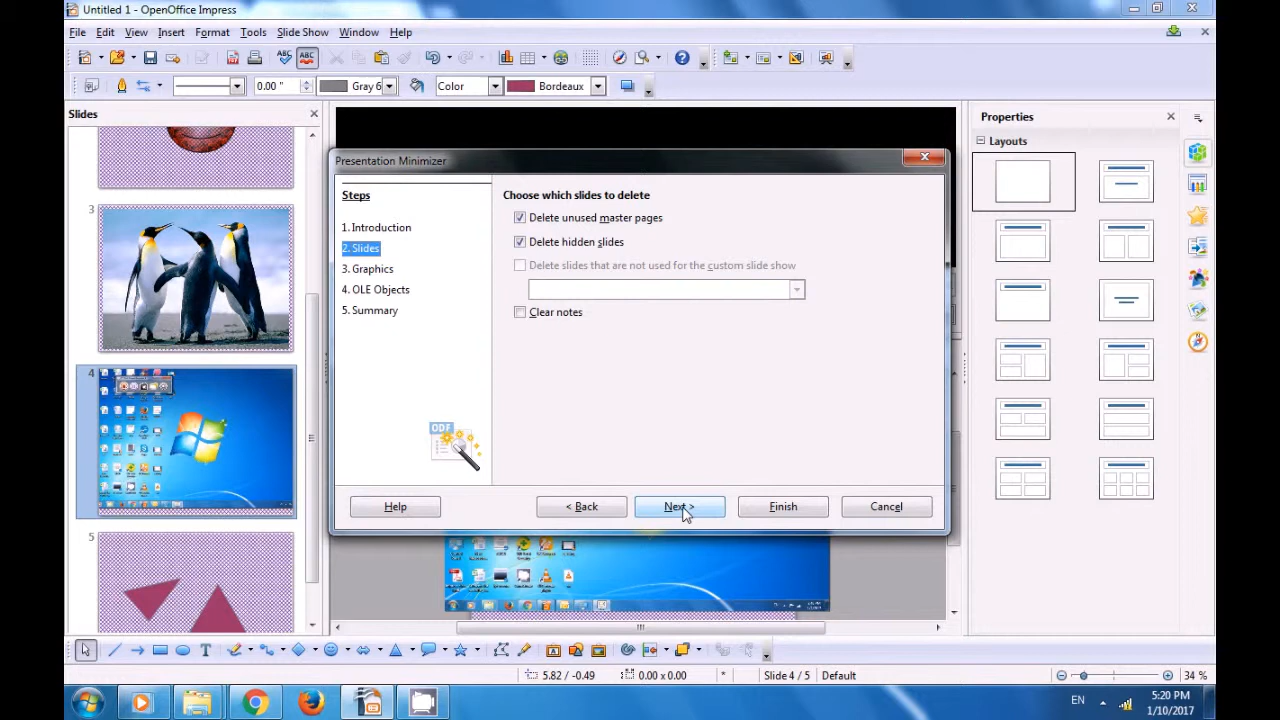 Untitled 1 - OpenOffice Impress
File Edit View Insert Format Tools Slide Show Window Help
0.00 " Gray 6 Color Bordeaux
Slides
3
4
5
Presentation Minimizer
Steps
1. Introduction
2. Slides
3. Graphics
4. OLE Objects
5. Summary
ODF
Choose which slides to delete
Delete unused master pages
Delete hidden slides
Delete slides that are not used for the custom slide show
Clear notes
Help < Back Next > Finish Cancel
Properties
Layouts
5.82 / -0.49 0.00 x 0.00 * Slide 4 / 5 Default 34 %
EN 5:20 PM
1/10/2017